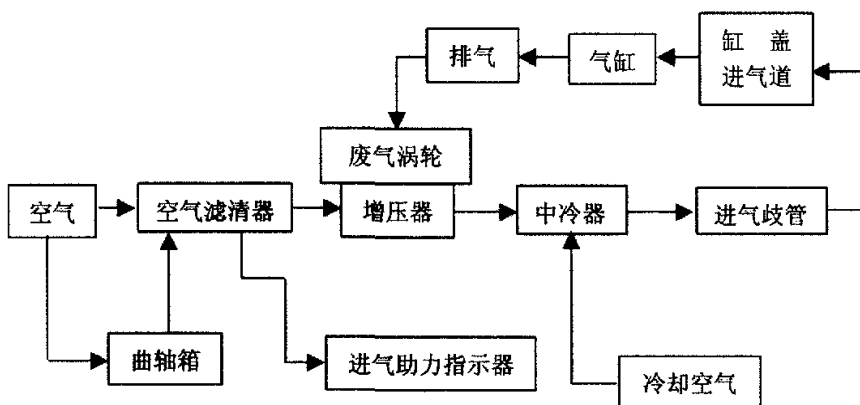 排气
气缸
缸 盖
进气道
废气涡轮
空气
空气滤清器
增压器
中冷器
进气歧管
曲轴箱
进气助力指示器
冷却空气